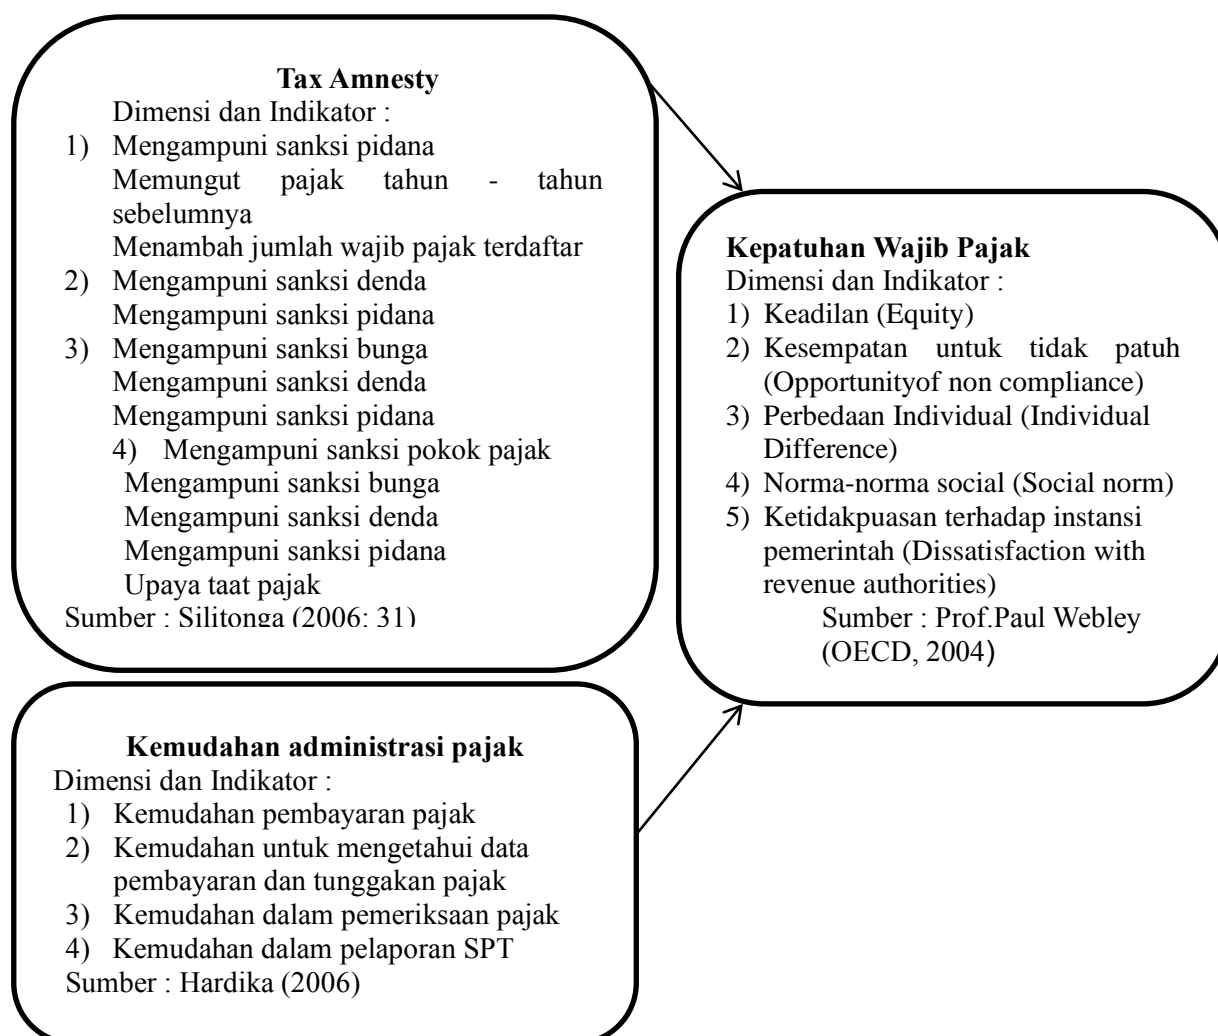 Tax Amnesty
Dimensi dan Indikator :
1) Mengampuni sanksi pidana
Memungut pajak tahun - tahun
sebelumnya
Menambah jumlah wajib pajak terdaftar
2) Mengampuni sanksi denda
Mengampuni sanksi pidana
3) Mengampuni sanksi bunga
Mengampuni sanksi denda
Mengampuni sanksi pidana
4) Mengampuni sanksi pokok pajak
Mengampuni sanksi bunga
Mengampuni sanksi denda
Mengampuni sanksi pidana
Upaya taat pajak
Sumber : Silitonga (2006: 31)
Kemudahan administrasi pajak
Dimensi dan Indikator :
1) Kemudahan pembayaran pajak
2) Kemudahan untuk mengetahui data
pembayaran dan tunggakan pajak
3) Kemudahan dalam pemeriksaan pajak
4) Kemudahan dalam pelaporan SPT
Sumber : Hardika (2006)
Kepatuhan Wajib Pajak
Dimensi dan Indikator :
1) Keadilan (Equity)
2) Kesempatan untuk tidak patuh
(Opportunityof non compliance)
3) Perbedaan Individual (Individual
Difference)
4) Norma-norma social (Social norm)
5) Ketidakpuasan terhadap instansi
pemerintah (Dissatisfaction with
revenue authorities)
Sumber : Prof.Paul Webley
(OECD, 2004)